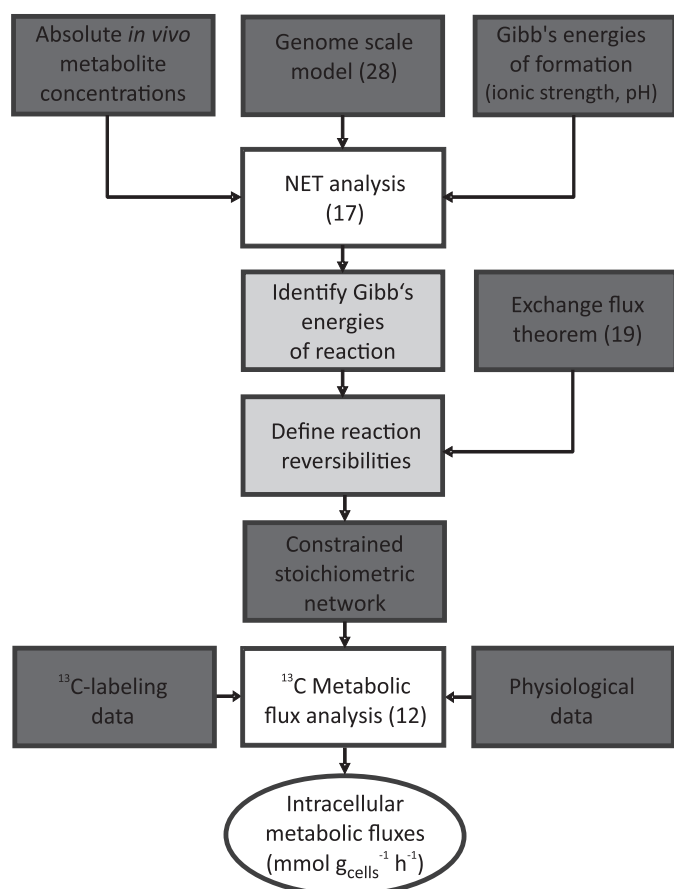 Absolute in vivo
metabolite
concentrations
Genome scale
model (28)
Gibb's energies
of formation
(ionic strength, pH)
NET analysis
(17)
Identify Gibb‘s
energies
of reaction
Exchange flux
theorem (19)
Define reaction
reversibilities
Constrained
stoichiometric
network
¹³C-labeling
data
¹³C Metabolic
flux analysis (12)
Physiological
data
Intracellular
metabolic fluxes
(mmol g_cells⁻¹ h⁻¹)